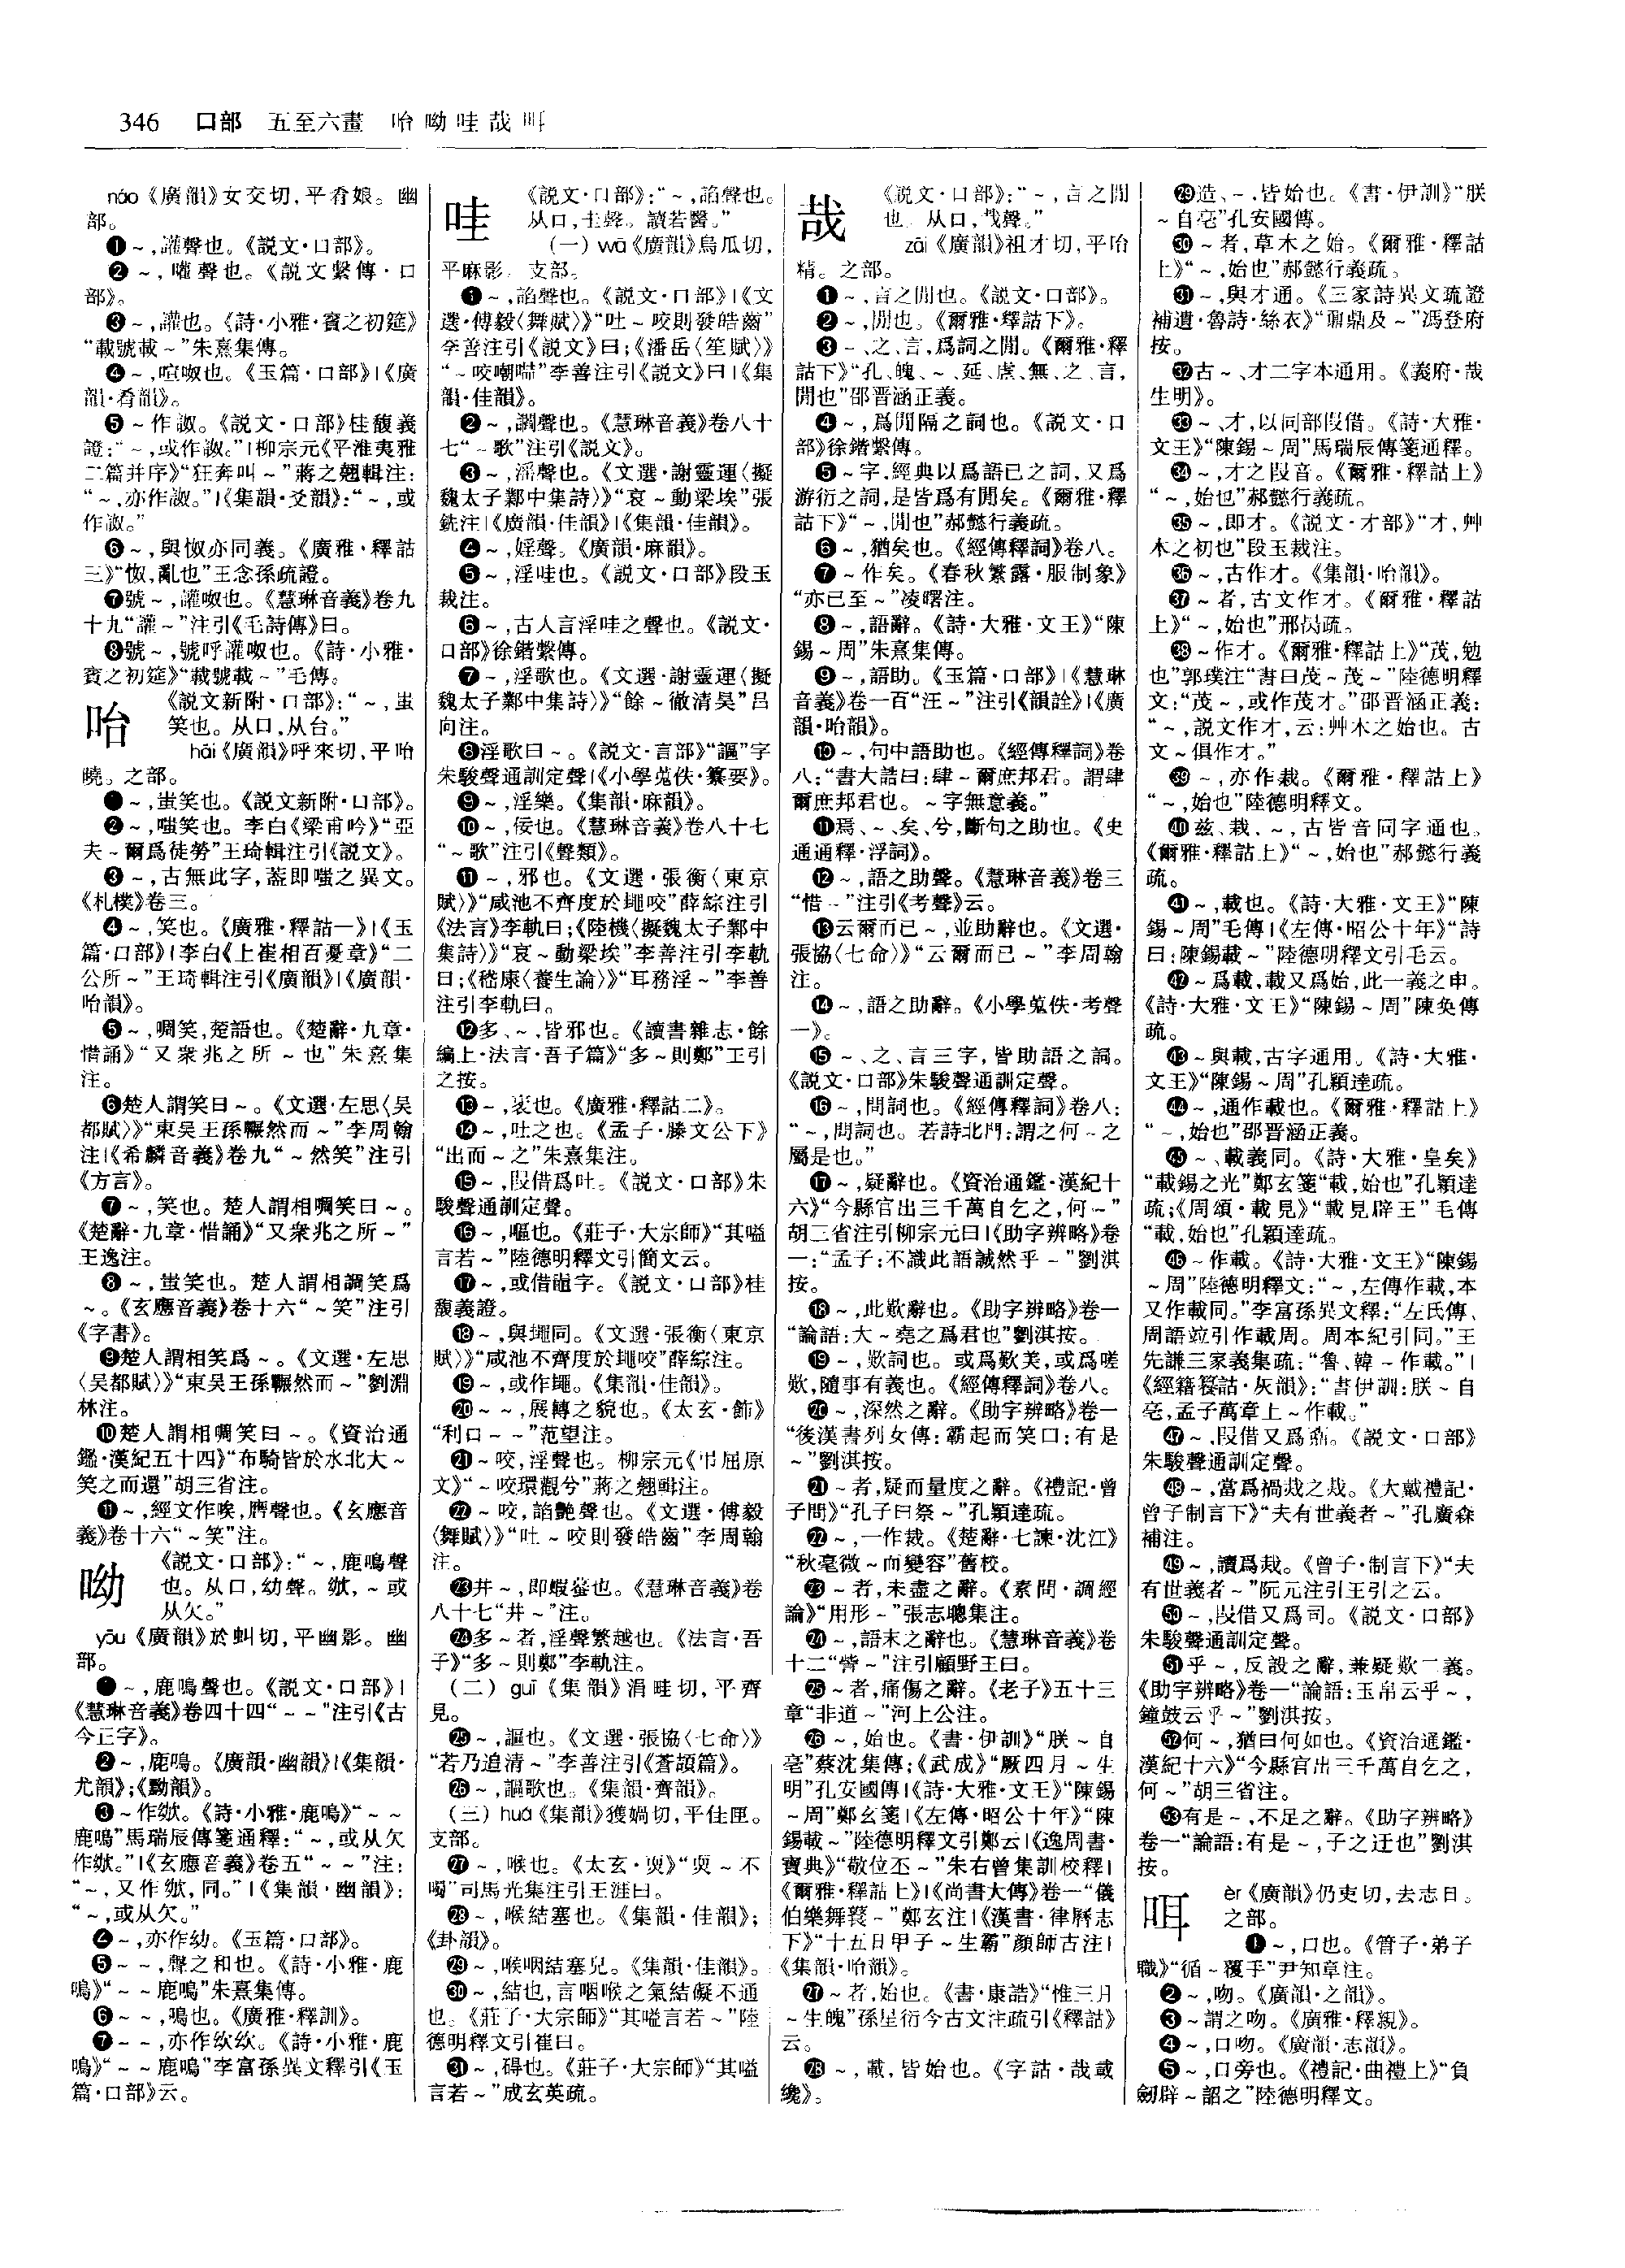 346 口部 五至六畫 咍呦哇哉咡
náo《廣韻》女交切,平肴娘。幽
部。
❶~,讙聲也。《説文·口部》。
❷~,嚾聲也。《説文繫傳·口
部》。
❸~,讙也。《詩·小雅·賓之初筵》
“載號載~”朱熹集傳。
❹~,喧呶也。《玉篇·口部》|《廣
韻·肴韻》。
❺~作詉。《説文·口部》桂馥義
證:“~,或作詉。”|柳宗元《平淮夷雅
二篇并序》“狂奔叫~”蔣之翹輯注:
“~,亦作詉。”|《集韻·爻韻》:“~,或
作詉。”
❻~,與怓亦同義。《廣雅·釋詁
三》“怓,亂也”王念孫疏證。
❼號~,讙呶也。《慧琳音義》卷九
十九“讙~”注引《毛詩傳》曰。
❽號~,號呼讙呶也。《詩·小雅·
賓之初筵》“載號載~”毛傳。
咍
《説文新附·口部》:“~,蚩
笑也。从口,从台。”
hāi《廣韻》呼來切,平咍
曉。之部。
❶~,蚩笑也。《説文新附·口部》。
❷~,嗤笑也。李白《梁甫吟》“亞
夫~爾爲徒勞”王琦輯注引《説文》。
❸~,古無此字,葢即嗤之異文。
《札樸》卷三。
❹~,笑也。《廣雅·釋詁一》|《玉
篇·口部》|李白《上崔相百憂章》“二
公所~”王琦輯注引《廣韻》|《廣韻·
咍韻》。
❺~,啁笑,楚語也。《楚辭·九章·
惜誦》“又衆兆之所~也”朱熹集
注。
❻楚人謂笑曰~。《文選·左思〈吴
都賦〉》“東吴王孫囅然而~”李周翰
注|《希麟音義》卷九“~然笑”注引
《方言》。
❼~,笑也。楚人謂相啁笑曰~。
《楚辭·九章·惜誦》“又衆兆之所~”
王逸注。
❽~,蚩笑也。楚人謂相調笑爲
~。《玄應音義》卷十六“~笑”注引
《字書》。
❾楚人謂相笑爲~。《文選·左思
〈吴都賦〉》“東吴王孫囅然而~”劉淵
林注。
❿楚人謂相啁笑曰~。《資治通
鑑·漢紀五十四》“布騎皆於水北大~
笑之而還”胡三省注。
⓫~,經文作唉,膺聲也。《玄應音
義》卷十六“~笑”注。
呦
《説文·口部》:“~,鹿鳴聲
也。从口,幼聲。㕭,~或
从欠。”
yōu《廣韻》於虯切,平幽影。幽
部。
❶~,鹿鳴聲也。《説文·口部》|
《慧琳音義》卷四十四“~~”注引《古
今正字》。
❷~,鹿鳴。《廣韻·幽韻》|《集韻·
尤韻》;《黝韻》。
❸~作㕭。《詩·小雅·鹿鳴》“~~
鹿鳴”馬瑞辰傳箋通釋:“~,或从欠
作㕭。”|《玄應音義》卷五“~~”注:
“~,又作㕭,同。”|《集韻·幽韻》:
“~,或从欠。”
❹~,亦作㓜。《玉篇·口部》。
❺~~,聲之和也。《詩·小雅·鹿
鳴》“~~鹿鳴”朱熹集傳。
❻~~,鳴也。《廣雅·釋訓》。
❼~~,亦作欱欱。《詩·小雅·鹿
鳴》“~~鹿鳴”李富孫異文釋引《玉
篇·口部》云。
哇
《説文·口部》:“~,諂聲也。
从口,圭聲。讀若醫。”
(一)wā《廣韻》烏瓜切,
平麻影。支部。
❶~,諂聲也。《説文·口部》|《文
選·傅毅〈舞賦〉》“吐~咬則發皓齒”
李善注引《説文》曰;《潘岳〈笙賦〉》
“~咬嘲㗫”李善注引《説文》曰|《集
韻·佳韻》。
❷~,調聲也。《慧琳音義》卷八十
七“~歌”注引《説文》。
❸~,淫聲也。《文選·謝靈運〈擬
魏太子鄴中集詩〉》“哀~動梁埃”張
銑注|《廣韻·佳韻》|《集韻·佳韻》。
❹~,婬聲。《廣韻·麻韻》。
❺~,淫哇也。《説文·口部》段玉
裁注。
❻~,古人言淫哇之聲也。《説文·
口部》徐鍇繫傳。
❼~,淫歌也。《文選·謝靈運〈擬
魏太子鄴中集詩〉》“餘~徹清昊”吕
向注。
❽淫歌曰~。《説文·言部》“謳”字
朱駿聲通訓定聲|《小學蒐佚·纂要》。
❾~,淫樂。《集韻·麻韻》。
❿~,佞也。《慧琳音義》卷八十七
“~歌”注引《聲類》。
⓫~,邪也。《文選·張衡〈東京
賦〉》“咸池不齊度於䵷咬”薛綜注引
《法言》李軌曰;《陸機〈擬魏太子鄴中
集詩〉》“哀~動梁埃”李善注引李軌
曰;《嵇康〈養生論〉》“耳務淫~”李善
注引李軌曰。
⓬多、~,皆邪也。《讀書雜志·餘
編上·法言·吾子篇》“多~則鄭”王引
之按。
⓭~,衺也。《廣雅·釋詁二》。
⓮~,吐之也。《孟子·滕文公下》
“出而~之”朱熹集注。
⓯~,叚借爲吐。《説文·口部》朱
駿聲通訓定聲。
⓰~,嘔也。《莊子·大宗師》“其嗌
言若~”陸德明釋文引簡文云。
⓱~,或借䵷字。《説文·口部》桂
馥義證。
⓲~,與䵷同。《文選·張衡〈東京
賦〉》“咸池不齊度於䵷咬”薛綜注。
⓳~,或作䵷。《集韻·佳韻》。
⓴~~,展轉之貌也。《太玄·飾》
“利口~~”范望注。
㉑~咬,淫聲也。柳宗元《弔屈原
文》“~咬環觀兮”蔣之翹輯注。
㉒~咬,諂艷聲也。《文選·傅毅
〈舞賦〉》“吐~咬則發皓齒”李周翰
注。
㉓井~,即蝦蟇也。《慧琳音義》卷
八十七“井~”注。
㉔多~者,淫聲繁越也。《法言·吾
子》“多~則鄭”李軌注。
(二)guī《集韻》涓畦切,平齊
見。
㉕~,謳也。《文選·張協〈七命〉》
“若乃追清~”李善注引《蒼頡篇》。
㉖~,謳歌也。《集韻·齊韻》。
(三)huá《集韻》獲媧切,平佳匣。
支部。
㉗~,喉也。《太玄·耎》“耎~不
㗅”司馬光集注引王涯曰。
㉘~,喉結塞也。《集韻·佳韻》;
《卦韻》。
㉙~,喉咽結塞皃。《集韻·佳韻》。
㉚~,結也,言咽喉之氣結礙不通
也。《莊子·大宗師》“其嗌言若~”陸
德明釋文引崔曰。
㉛~,碍也。《莊子·大宗師》“其嗌
言若~”成玄英疏。
哉
《説文·口部》:“~,言之閒
也。从口,𢦏聲。”
zāi《廣韻》祖才切,平咍
精。之部。
❶~,言之閒也。《説文·口部》。
❷~,閒也。《爾雅·釋詁下》。
❸~、之、言,爲詞之閒。《爾雅·釋
詁下》“孔、魄、~、延、虛、無、之、言,
閒也”邵晋涵正義。
❹~,爲閒隔之詞也。《説文·口
部》徐鍇繫傳。
❺~字,經典以爲語已之詞,又爲
游衍之詞,是皆爲有閒矣。《爾雅·釋
詁下》“~,閒也”郝懿行義疏。
❻~,猶矣也。《經傳釋詞》卷八。
❼~作矣。《春秋繁露·服制象》
“亦已至~”凌曙注。
❽~,語辭。《詩·大雅·文王》“陳
錫~周”朱熹集傳。
❾~,語助。《玉篇·口部》|《慧琳
音義》卷一百“汪~”注引《韻詮》|《廣
韻·咍韻》。
❿~,句中語助也。《經傳釋詞》卷
八:“書大誥曰:肆~爾庶邦君。謂肆
爾庶邦君也。~字無意義。”
⓫焉、~、矣、兮,斷句之助也。《史
通通釋·浮詞》。
⓬~,語之助聲。《慧琳音義》卷三
“惜~”注引《考聲》云。
⓭云爾而已~,並助辭也。《文選·
張協〈七命〉》“云爾而已~”李周翰
注。
⓮~,語之助辭。《小學蒐佚·考聲
一》。
⓯~、之、言三字,皆助語之詞。
《説文·口部》朱駿聲通訓定聲。
⓰~,問詞也。《經傳釋詞》卷八:
“~,問詞也。若詩北門:謂之何~之
屬是也。”
⓱~,疑辭也。《資治通鑑·漢紀十
六》“今縣官出三千萬自乞之,何~”
胡三省注引柳宗元曰|《助字辨略》卷
一:“孟子:不識此語誠然乎~”劉淇
按。
⓲~,此歎辭也。《助字辨略》卷一
“論語:大~堯之爲君也”劉淇按。
⓳~,歎詞也。或爲歎美,或爲嗟
歎,隨事有義也。《經傳釋詞》卷八。
⓴~,深然之辭。《助字辨略》卷一
“後漢書列女傳:霸起而笑曰:有是
~”劉淇按。
㉑~者,疑而量度之辭。《禮記·曾
子問》“孔子曰祭~”孔穎達疏。
㉒~,一作裁。《楚辭·七諫·沈江》
“秋毫微~而變容”舊校。
㉓~者,未盡之辭。《素問·調經
論》“用形~”張志聰集注。
㉔~,語末之辭也。《慧琳音義》卷
十二“㫼~”注引顧野王曰。
㉕~者,痛傷之辭。《老子》五十三
章“非道~”河上公注。
㉖~,始也。《書·伊訓》“朕~自
亳”蔡沈集傳;《武成》“厥四月~生
明”孔安國傳|《詩·大雅·文王》“陳錫
~周”鄭玄箋|《左傳·昭公十年》“陳
錫載~”陸德明釋文引鄭云|《逸周書·
寶典》“敬位丕~”朱右曾集訓校釋|
《爾雅·釋詁上》|《尚書大傳》卷一“儀
伯樂舞鼚~”鄭玄注|《漢書·律厤志
下》“十五日甲子~生霸”顔師古注|
《集韻·咍韻》。
㉗~者,始也。《書·康誥》“惟三月
~生魄”孫星衍今古文注疏引《釋詁》
云。
㉘~,載,皆始也。《字詁·哉載
纔》。
㉙造、~,皆始也。《書·伊訓》“朕
~自亳”孔安國傳。
㉚~者,草木之始。《爾雅·釋詁
上》“~,始也”郝懿行義疏。
㉛~,與才通。《三家詩異文疏證
補遺·魯詩·絲衣》“鼐鼎及~”馮登府
按。
㉜古~、才二字本通用。《義府·哉
生明》。
㉝~、才,以同部叚借。《詩·大雅·
文王》“陳錫~周”馬瑞辰傳箋通釋。
㉞~,才之叚音。《爾雅·釋詁上》
“~,始也”郝懿行義疏。
㉟~,即才。《説文·才部》“才,艸
木之初也”段玉裁注。
㊱~,古作才。《集韻·咍韻》。
㊲~者,古文作才。《爾雅·釋詁
上》“~,始也”邢昺疏。
㊳~作才。《爾雅·釋詁上》“茂,勉
也”郭璞注“書曰茂~茂~”陸德明釋
文:“茂~,或作茂才。”邵晋涵正義:
“~,説文作才,云:艸木之始也。古
文~俱作才。”
㊴~,亦作栽。《爾雅·釋詁上》
“~,始也”陸德明釋文。
㊵兹、栽、~,古皆音同字通也。
《爾雅·釋詁上》“~,始也”郝懿行義
疏。
㊶~,載也。《詩·大雅·文王》“陳
錫~周”毛傳|《左傳·昭公十年》“詩
曰:陳錫載~”陸德明釋文引毛云。
㊷~爲載,載又爲始,此一義之申。
《詩·大雅·文王》“陳錫~周”陳奂傳
疏。
㊸~與載,古字通用。《詩·大雅·
文王》“陳錫~周”孔穎達疏。
㊹~,通作載也。《爾雅·釋詁上》
“~,始也”邵晋涵正義。
㊺~、載義同。《詩·大雅·皇矣》
“載錫之光”鄭玄箋“載,始也”孔穎達
疏;《周頌·載見》“載見辟王”毛傳
“載,始也”孔穎達疏。
㊻~作載。《詩·大雅·文王》“陳錫
~周”陸德明釋文:“~,左傳作載,本
又作載同。”李富孫異文釋:“左氏傳、
周語竝引作載周。周本紀引同。”王
先謙三家義集疏:“魯、韓~作載。”|
《經籍籑詁·灰韻》:“書伊訓:朕~自
亳,孟子萬章上~作載。”
㊼~,叚借又爲鼒。《説文·口部》
朱駿聲通訓定聲。
㊽~,當爲禍烖之烖。《大戴禮記·
曾子制言下》“夫有世義者~”孔廣森
補注。
㊾~,讀爲烖。《曾子·制言下》“夫
有世義者~”阮元注引王引之云。
㊿~,叚借又爲司。《説文·口部》
朱駿聲通訓定聲。
51乎~,反設之辭,兼疑歎二義。
《助字辨略》卷一“論語:玉帛云乎~,
鐘鼓云乎~”劉淇按。
52何~,猶曰何如也。《資治通鑑·
漢紀十六》“今縣官出三千萬自乞之,
何~”胡三省注。
53有是~,不足之辭。《助字辨略》
卷一“論語:有是~,子之迂也”劉淇
按。
咡
èr《廣韻》仍吏切,去志日。
之部。
❶~,口也。《管子·弟子
職》“循~覆手”尹知章注。
❷~,吻。《廣韻·之韻》。
❸~謂之吻。《廣雅·釋親》。
❹~,口吻。《廣韻·志韻》。
❺~,口旁也。《禮記·曲禮上》“負
劒辟~詔之”陸德明釋文。